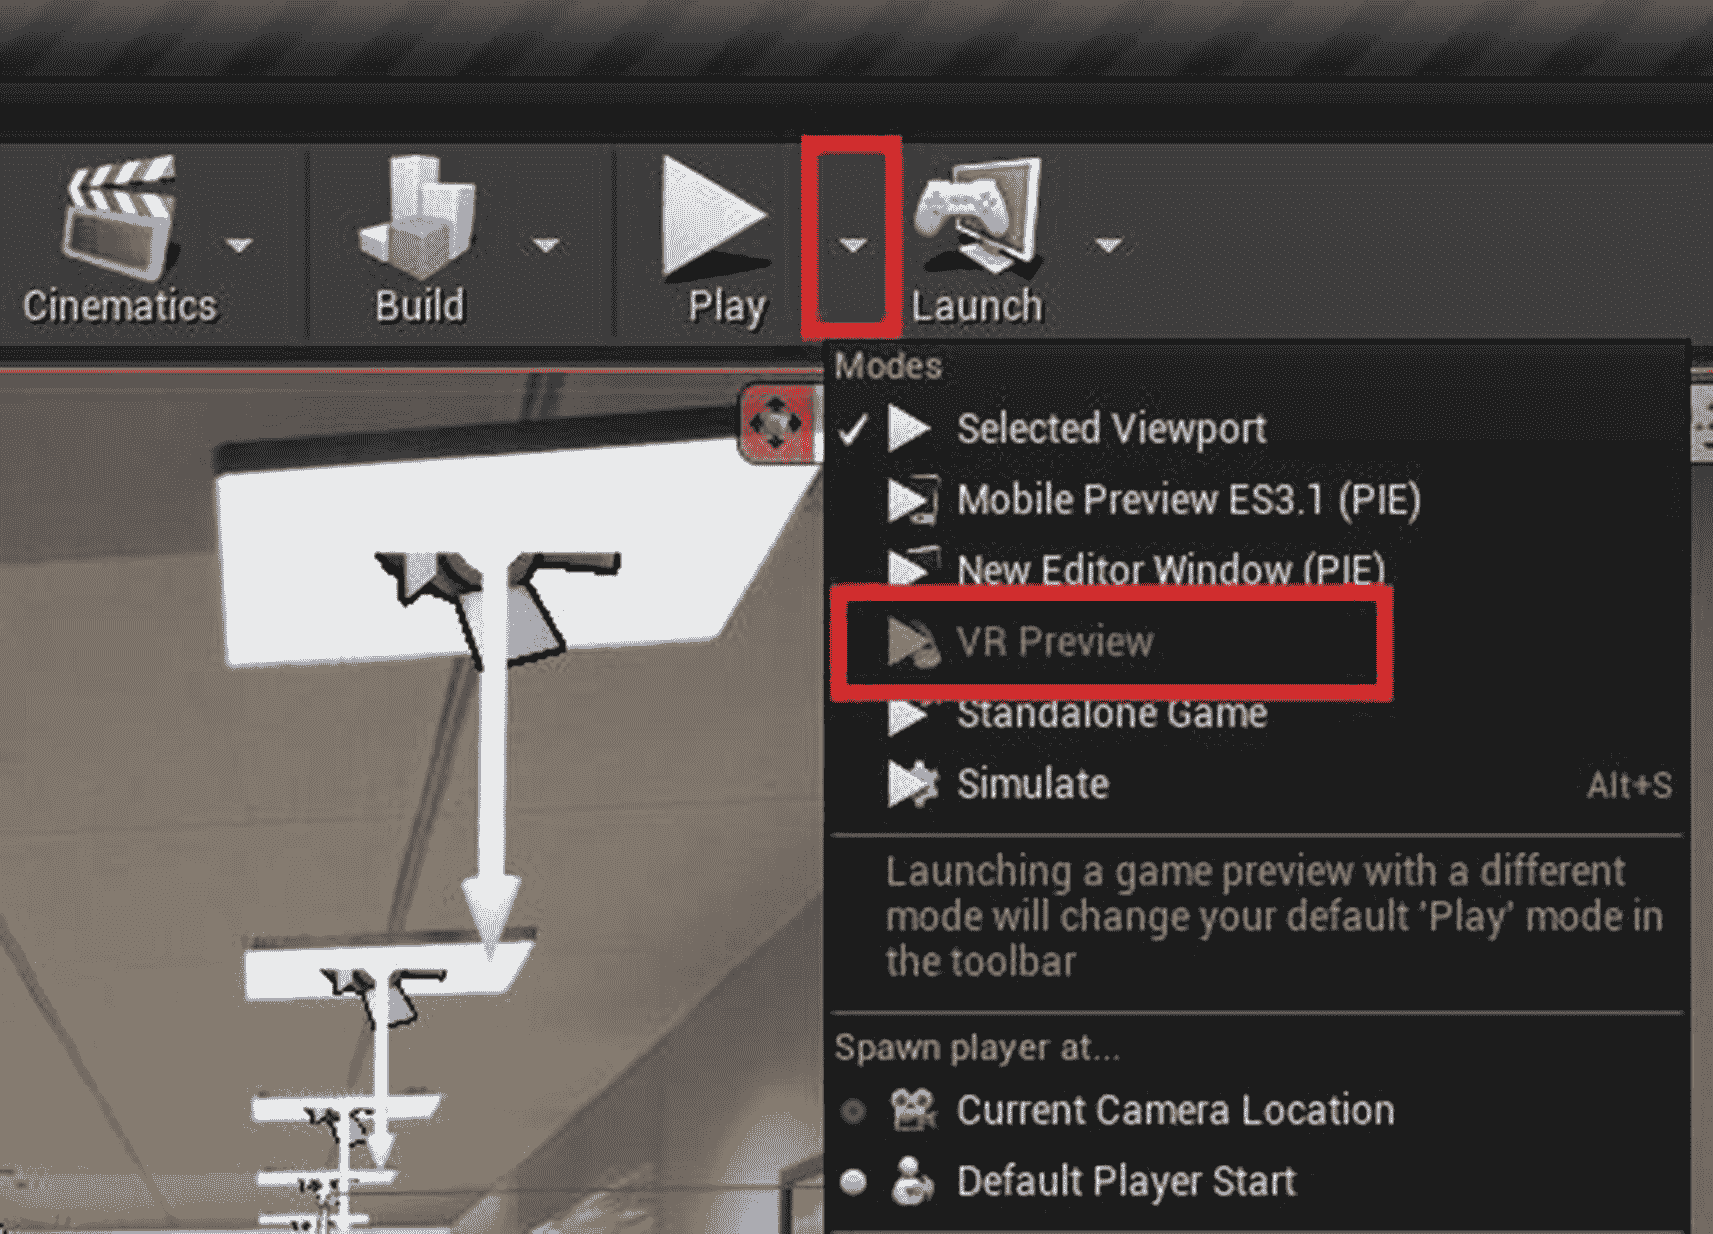 Cinematics
Build
Play
Launch
Modes
Selected Viewport
Mobile Preview ES3.1 (PIE)
New Editor Window (PIE)
VR Preview
Standalone Game
Simulate Alt+S
Launching a game preview with a different
mode will change your default 'Play' mode in
the toolbar
Spawn player at...
Current Camera Location
Default Player Start